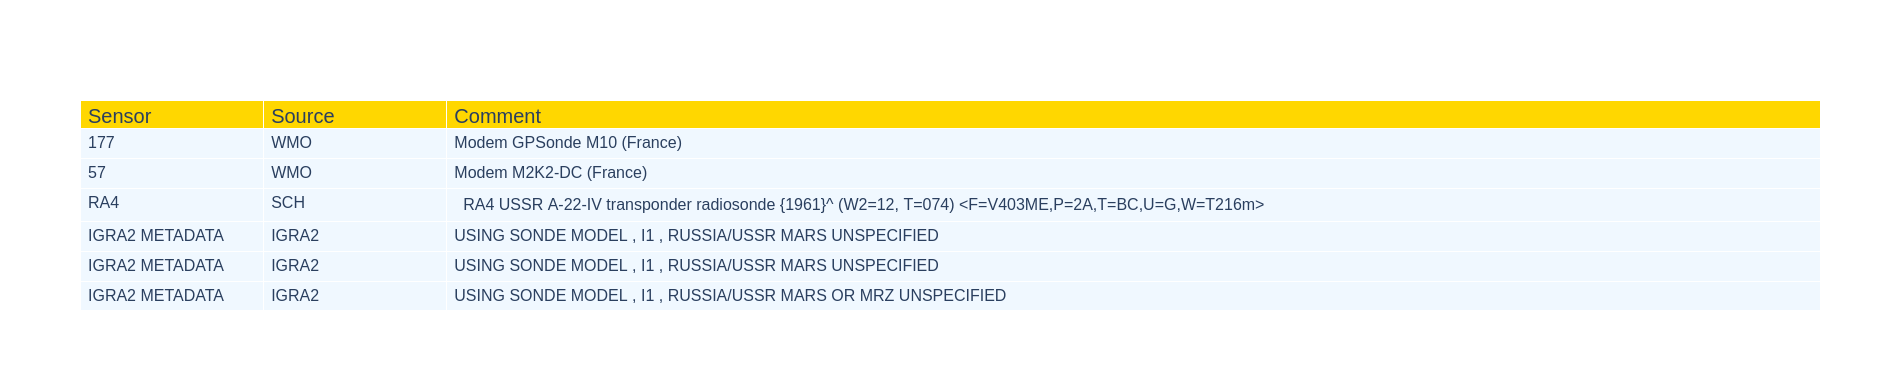 Sensor Source Comment
177 WMO Modem GPSonde M10 (France)
57 WMO Modem M2K2-DC (France)
RA4 SCH RA4 USSR A-22-IV transponder radiosonde {1961}^ (W2=12, T=074) <F=V403ME,P=2A,T=BC,U=G,W=T216m>
IGRA2 METADATA IGRA2 USING SONDE MODEL , I1 , RUSSIA/USSR MARS UNSPECIFIED
IGRA2 METADATA IGRA2 USING SONDE MODEL , I1 , RUSSIA/USSR MARS UNSPECIFIED
IGRA2 METADATA IGRA2 USING SONDE MODEL , I1 , RUSSIA/USSR MARS OR MRZ UNSPECIFIED